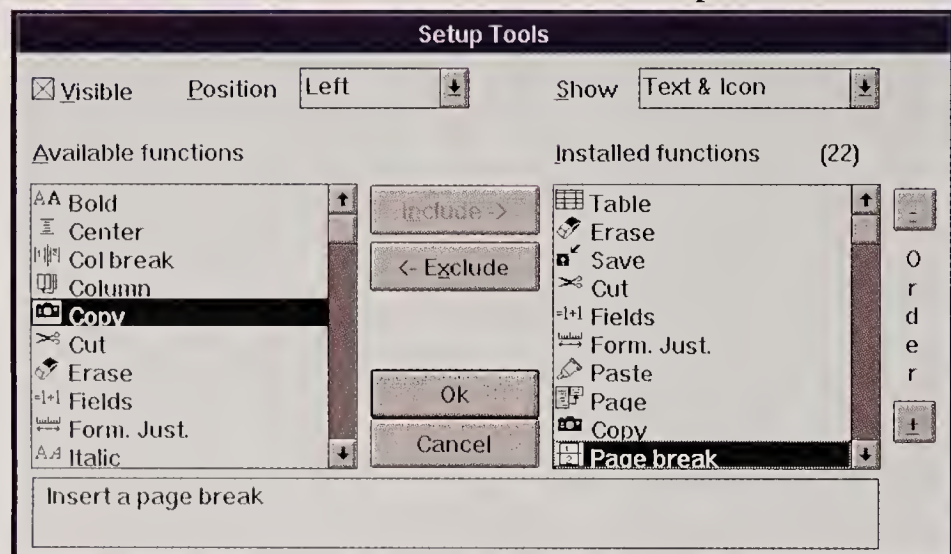 Setup Tools
Visible Position Left Show Text & Icon
Available functions Installed functions (22)
Bold
Center
Col break
Column
Copy
Cut
Erase
Fields
Form. Just.
Italic
Include ->
<- Exclude
Ok
Cancel
Table
Erase
Save
Cut
Fields
Form. Just.
Paste
Page
Copy
Page break
-
O
r
d
e
r
+
Insert a page break